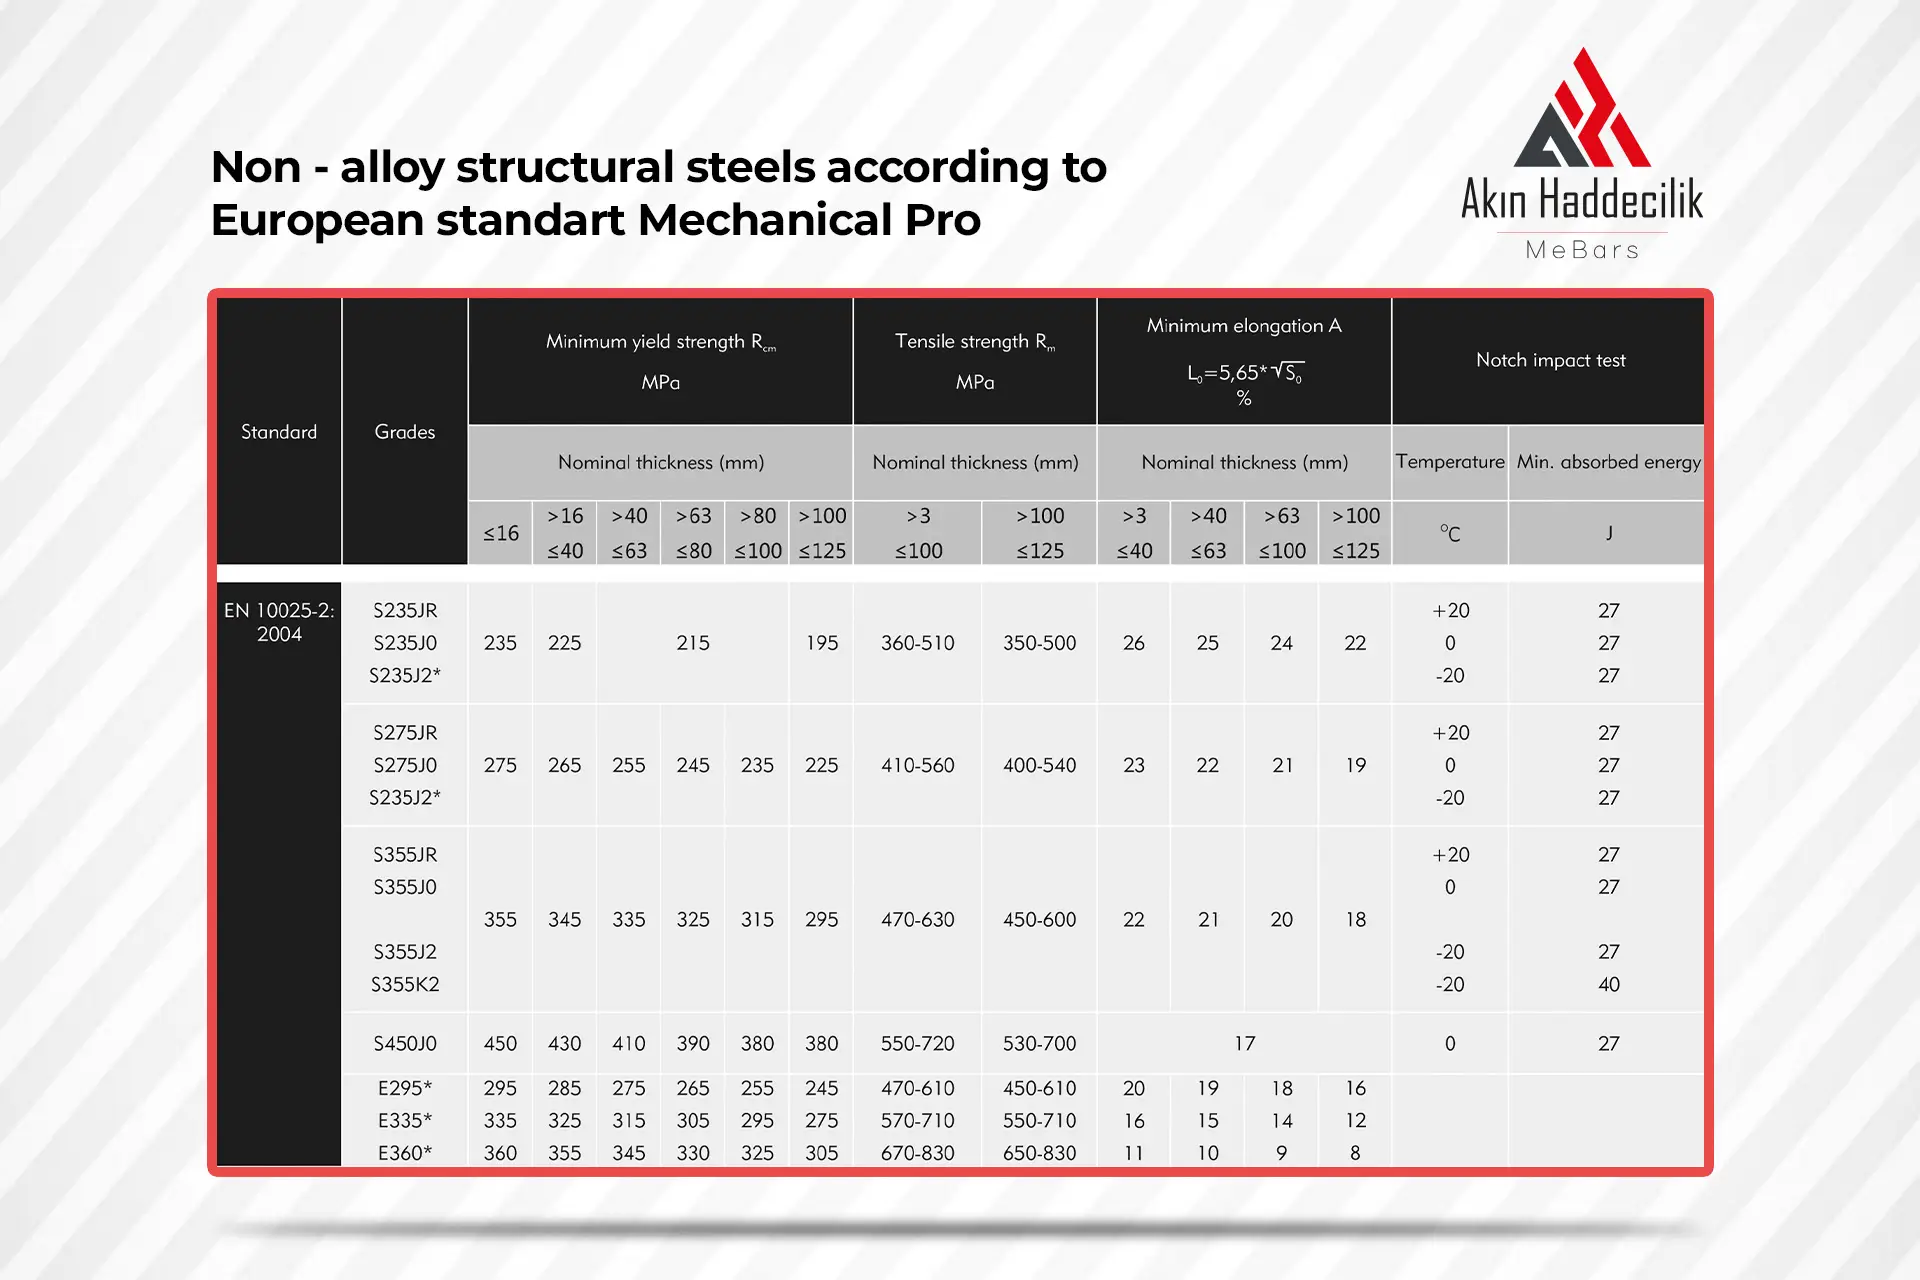 Non - alloy structural steels according to
European standart Mechanical Pro
Akın Haddecilik
MeBars
Standard
Grades
Minimum yield strength Rcm
MPa
Tensile strength Rm
MPa
Minimum elongation A
L0=5,65*√S0
%
Notch impact test
Nominal thickness (mm) Nominal thickness (mm) Nominal thickness (mm) Temperature Min. absorbed energy
≤16 >16 ≤40 >40 ≤63 >63 ≤80 >80 ≤100 >100 ≤125 >3 ≤100 >100 ≤125 >3 ≤40 >40 ≤63 >63 ≤100 >100 ≤125 °C J
EN 10025-2:
2004
S235JR +20 27
S235J0 235 225 215 195 360-510 350-500 26 25 24 22 0 27
S235J2* -20 27
S275JR +20 27
S275J0 275 265 255 245 235 225 410-560 400-540 23 22 21 19 0 27
S235J2* -20 27
S355JR +20 27
S355J0 0 27
355 345 335 325 315 295 470-630 450-600 22 21 20 18
S355J2 -20 27
S355K2 -20 40
S450J0 450 430 410 390 380 380 550-720 530-700 17 0 27
E295* 295 285 275 265 255 245 470-610 450-610 20 19 18 16
E335* 335 325 315 305 295 275 570-710 550-710 16 15 14 12
E360* 360 355 345 330 325 305 670-830 650-830 11 10 9 8